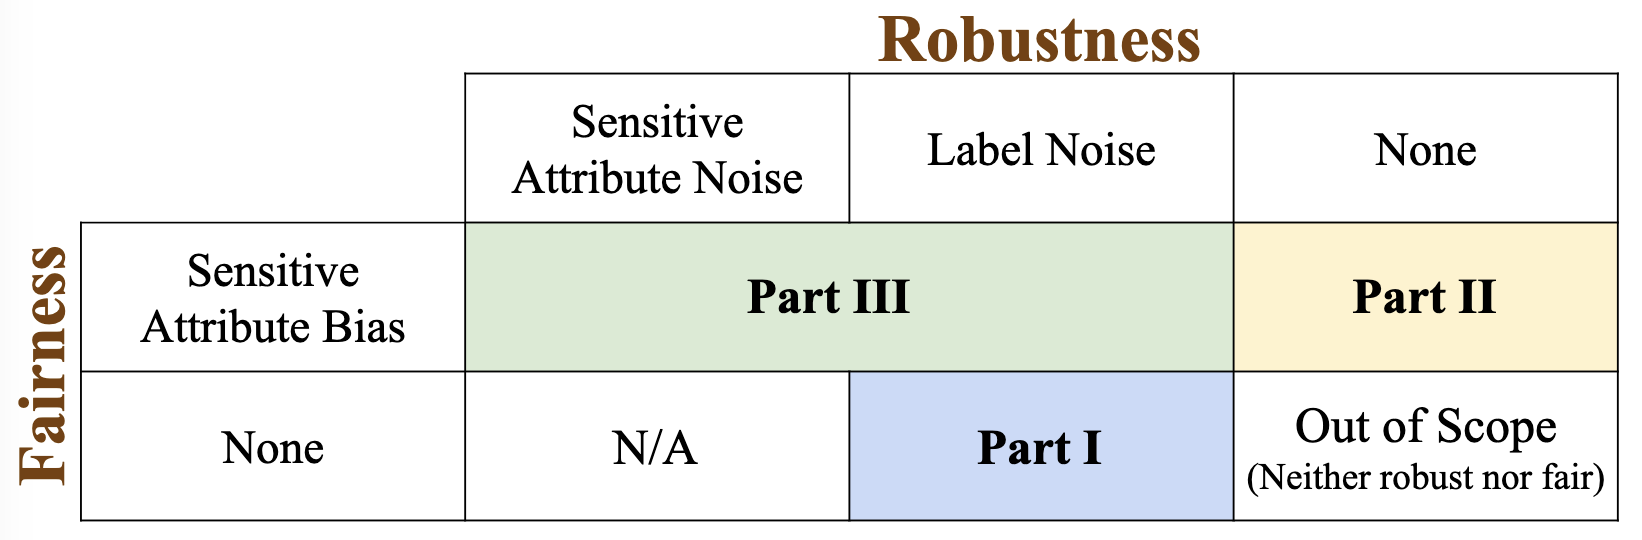 Robustness
Sensitive
Attribute Noise
Label Noise
None
Fairness
Sensitive
Attribute Bias
Part III
Part II
None
N/A
Part I
Out of Scope
(Neither robust nor fair)